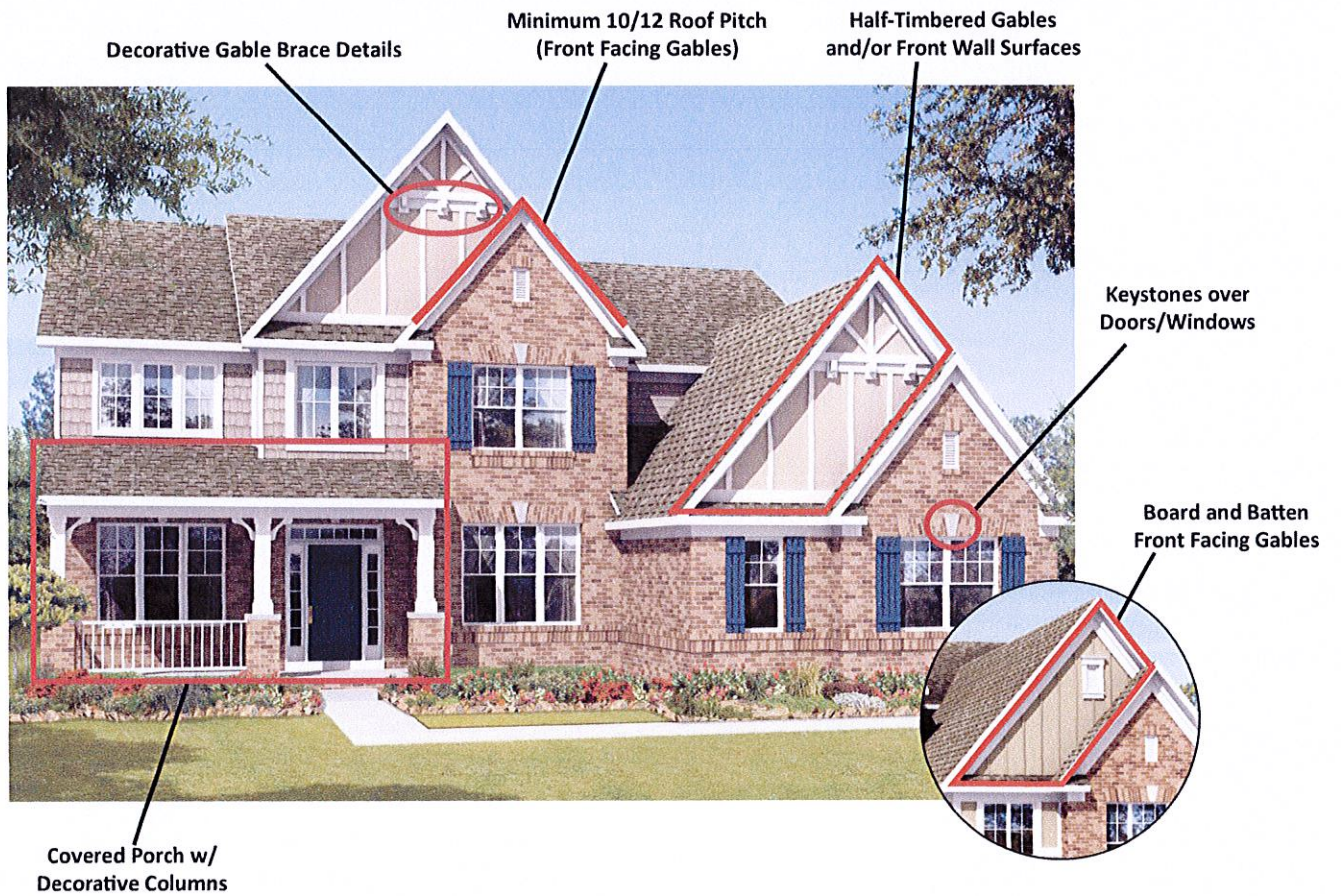 Minimum 10/12 Roof Pitch
(Front Facing Gables)
Half-Timbered Gables
and/or Front Wall Surfaces
Decorative Gable Brace Details
Keystones over
Doors/Windows
Board and Batten
Front Facing Gables
Covered Porch w/
Decorative Columns